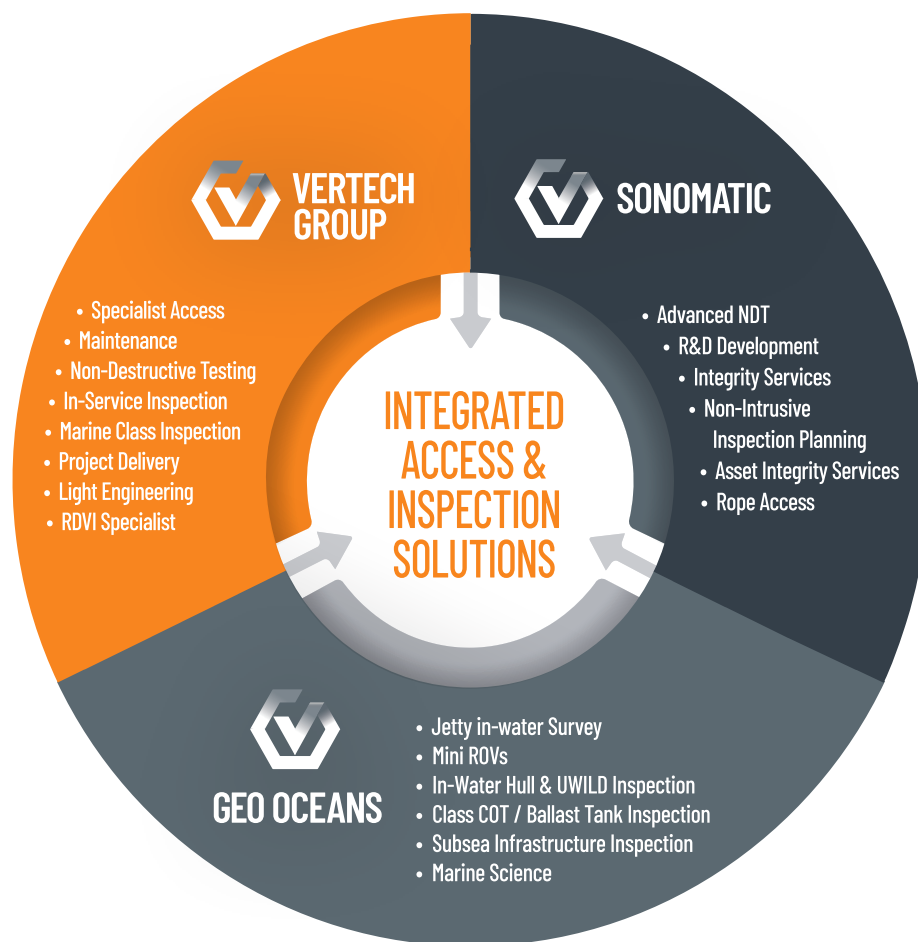 VERTECH
GROUP
• Specialist Access
• Maintenance
• Non-Destructive Testing
• In-Service Inspection
• Marine Class Inspection
• Project Delivery
• Light Engineering
• RDVI Specialist
SONOMATIC
• Advanced NDT
• R&D Development
• Integrity Services
• Non-Intrusive
Inspection Planning
• Asset Integrity Services
• Rope Access
INTEGRATED
ACCESS &
INSPECTION
SOLUTIONS
GEO OCEANS
• Jetty in-water Survey
• Mini ROVs
• In-Water Hull & UWILD Inspection
• Class COT / Ballast Tank Inspection
• Subsea Infrastructure Inspection
• Marine Science